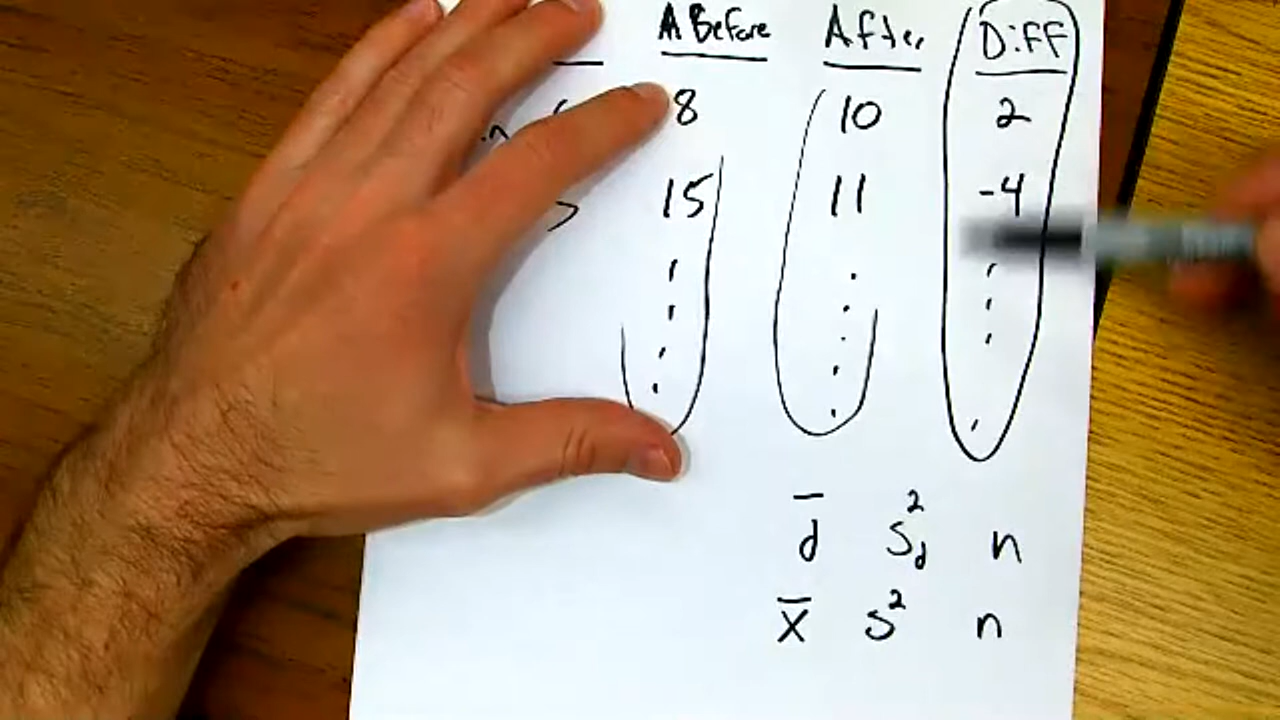 Before After Diff
8 10 2
15 11 -4
d̅ s²d n
x̅ s² n